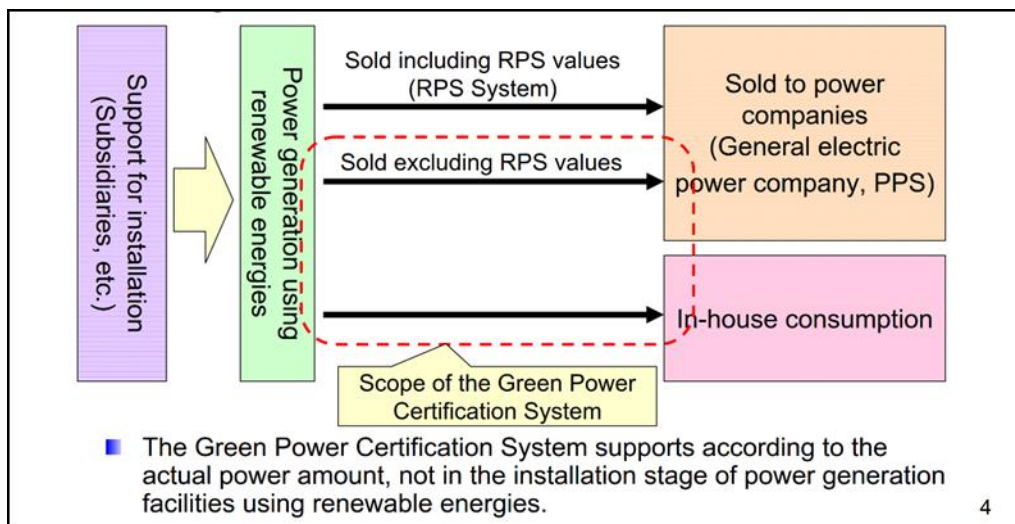 Support for installation
(Subsidiaries, etc.)
Power generation using
renewable energies
Sold including RPS values
(RPS System)
Sold excluding RPS values
Sold to power
companies
(General electric
power company, PPS)
In-house consumption
Scope of the Green Power
Certification System
The Green Power Certification System supports according to the
actual power amount, not in the installation stage of power generation
facilities using renewable energies.
4